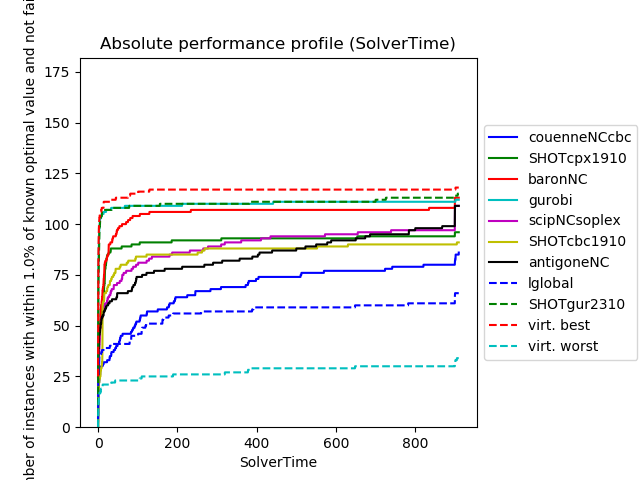 Absolute performance profile (SolverTime)
of instances with within 1.0% of known optimal value and not
175
150
125
100
75
50
25
0
0 200 400 600 800
SolverTime
couenneNCcbc
SHOTcpx1910
baronNC
gurobi
scipNCsoplex
SHOTcbc1910
antigoneNC
lglobal
SHOTgur2310
virt. best
virt. worst